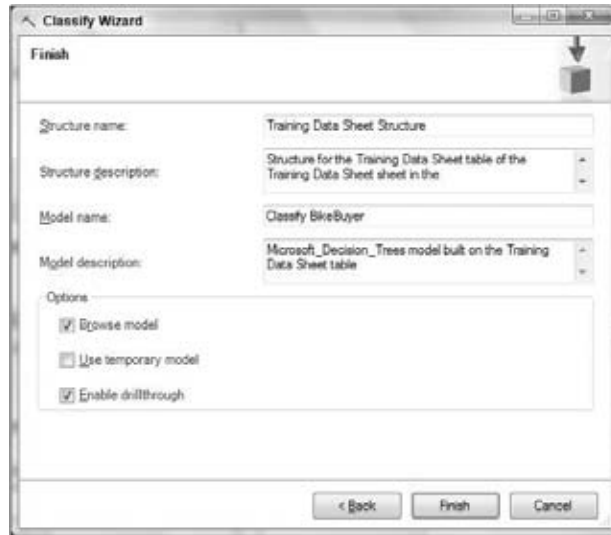 Classify Wizard
Finish
Structure name:
Training Data Sheet Structure
Structure description:
Structure for the Training Data Sheet table of the
Training Data Sheet sheet in the
Model name:
Classify BikeBuyer
Model description:
Microsoft_Decision_Trees model built on the Training
Data Sheet table
Options
Browse model
Use temporary model
Enable drillthrough
< Back
Finish
Cancel